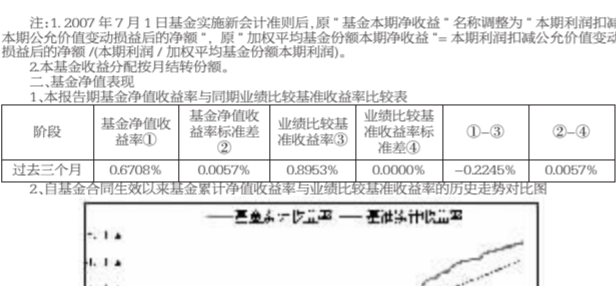 注:1. 2007 年 7 月 1 日基金实施新会计准则后,原 " 基金本期净收益 " 名称调整为 " 本期利润扣减
本期公允价值变动损益后的净额 ",原 " 加权平均基金份额本期净收益 "= 本期利润扣减公允价值变动
损益后的净额 /(本期利润 / 加权平均基金份额本期利润)。
2.本基金收益分配按月结转份额。
二、基金净值表现
1、本报告期基金净值收益率与同期业绩比较基准收益率比较表
阶段 基金净值收益率① 基金净值收益率标准差② 业绩比较基准收益率③ 业绩比较基准收益率标准差④ ①-③ ②-④
过去三个月 0.6708% 0.0057% 0.8953% 0.0000% -0.2245% 0.0057%
2、自基金合同生效以来基金累计净值收益率与业绩比较基准收益率的历史走势对比图